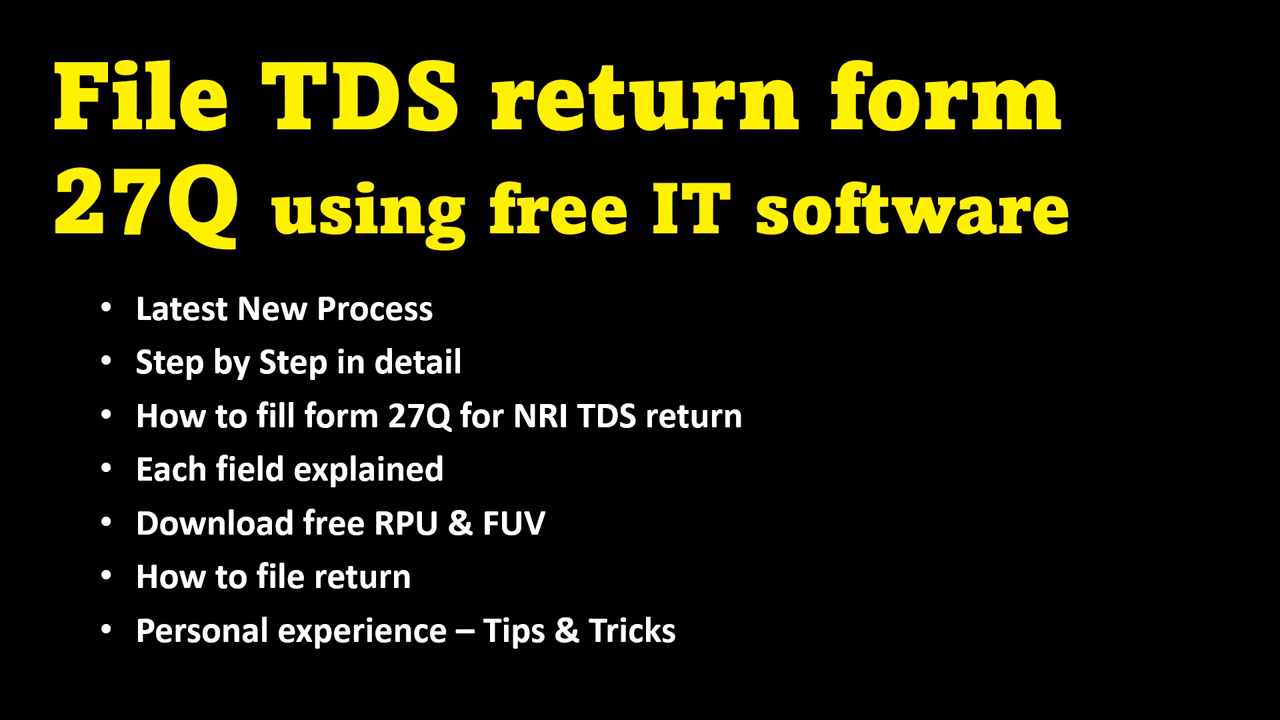 File TDS return form
27Q using free IT software
• Latest New Process
• Step by Step in detail
• How to fill form 27Q for NRI TDS return
• Each field explained
• Download free RPU & FUV
• How to file return
• Personal experience – Tips & Tricks